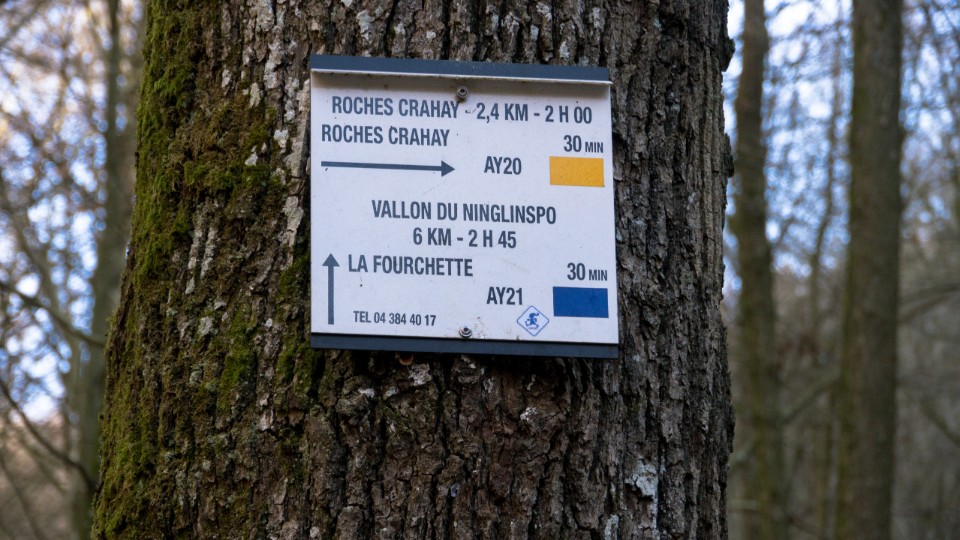 ROCHES CRAHAY - 2,4 KM - 2 H 00
ROCHES CRAHAY 30 MIN
AY20
VALLON DU NINGLINSPO
6 KM - 2 H 45
LA FOURCHETTE 30 MIN
AY21
TEL 04 384 40 17